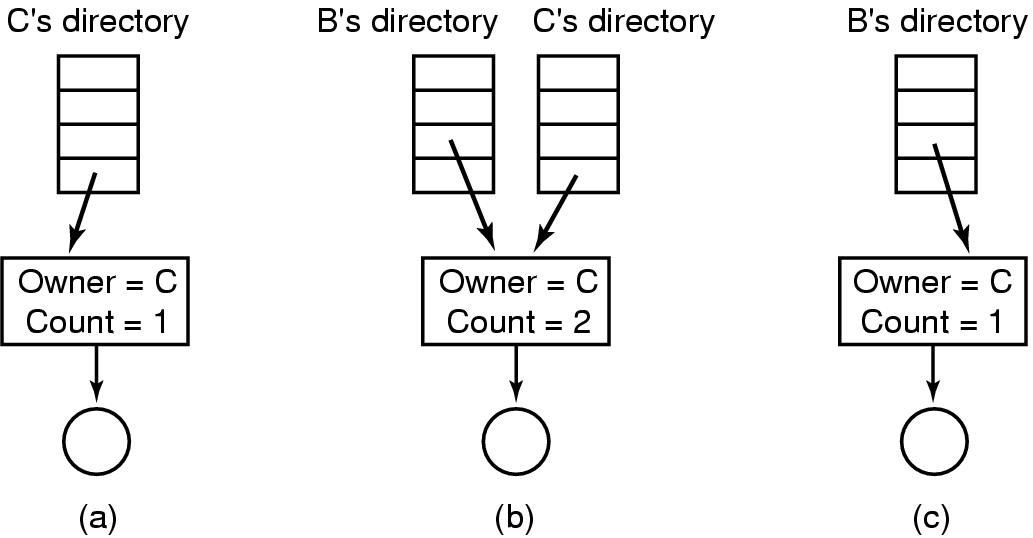 C's directory
B's directory
C's directory
B's directory
Owner = C
Count = 1
Owner = C
Count = 2
Owner = C
Count = 1
(a)
(b)
(c)